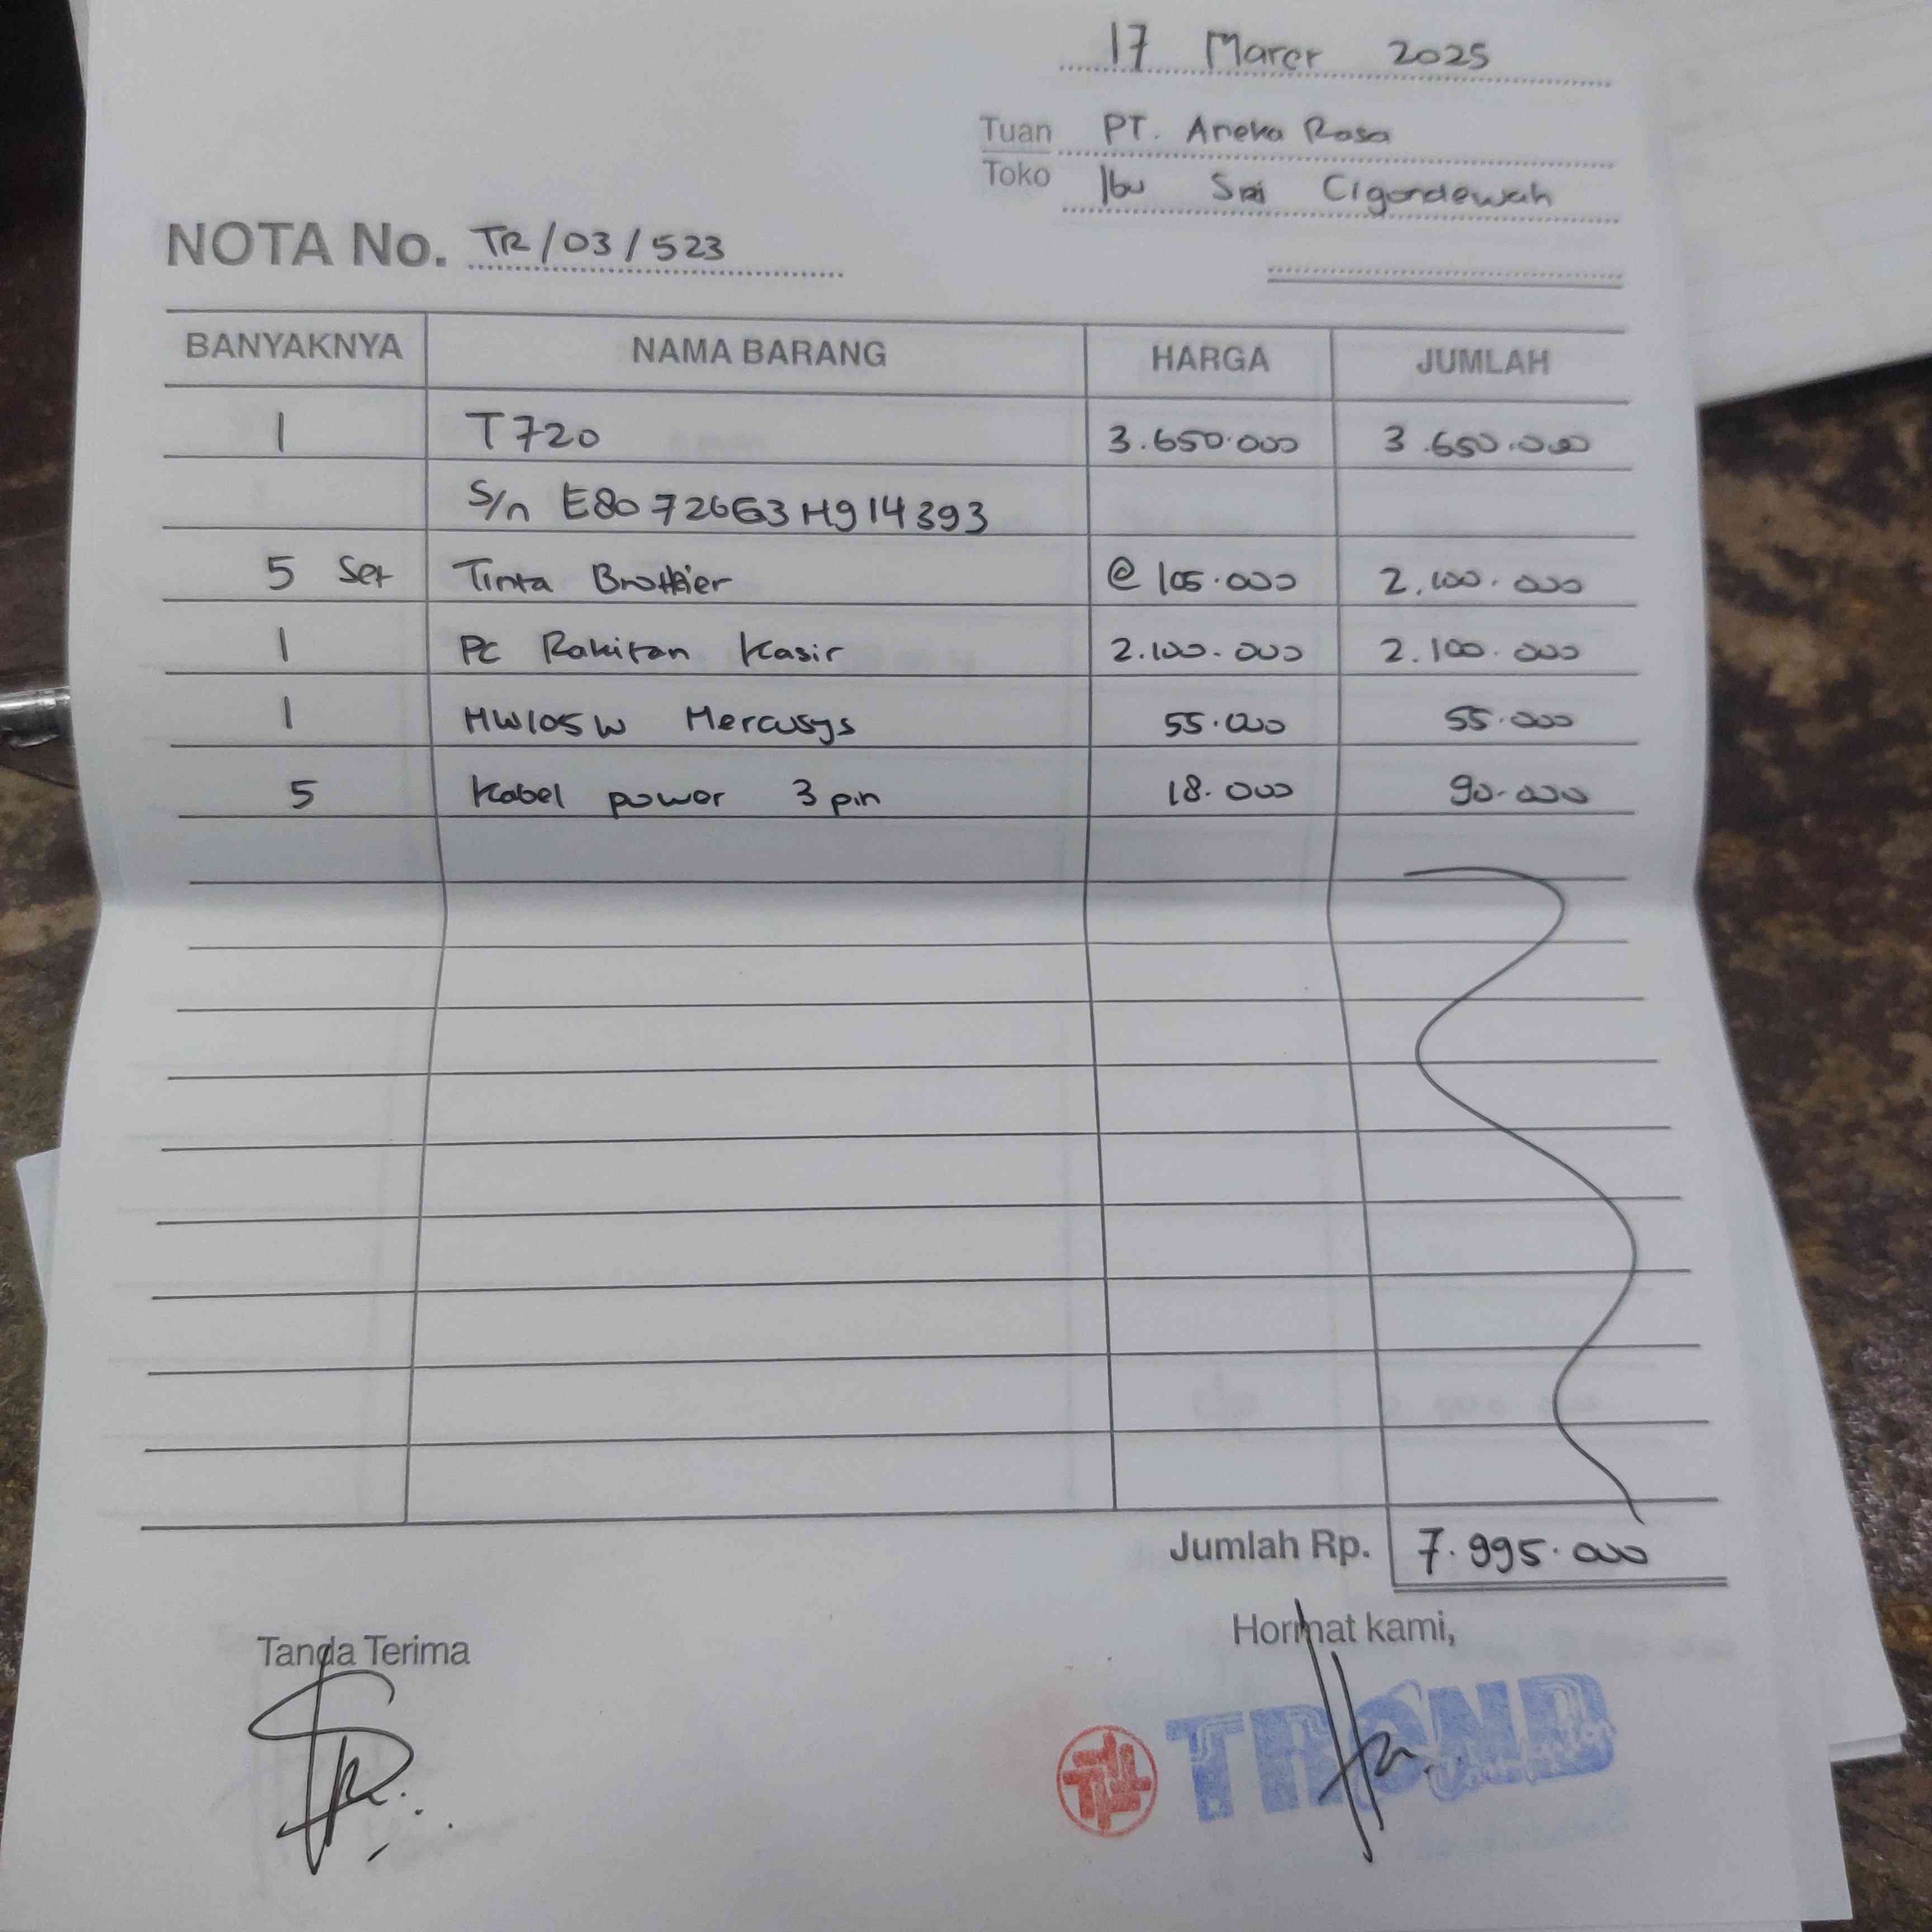 17 Maret 2025
Tuan PT. Aneka Rasa
Toko Ibu Sri Cigondewah
NOTA No. TR/03/523
BANYAKNYA NAMA BARANG HARGA JUMLAH
1 T720 3.650.000 3.650.000
S/n E80726G3H914393
5 Set Tinta Brother @ 105.000 2.100.000
1 PC Rakitan Kasir 2.100.000 2.100.000
1 MW105W Mercusys 55.000 55.000
5 Kabel power 3 pin 18.000 90.000
Jumlah Rp. 7.995.000
Tanda Terima Hormat kami,
TROND